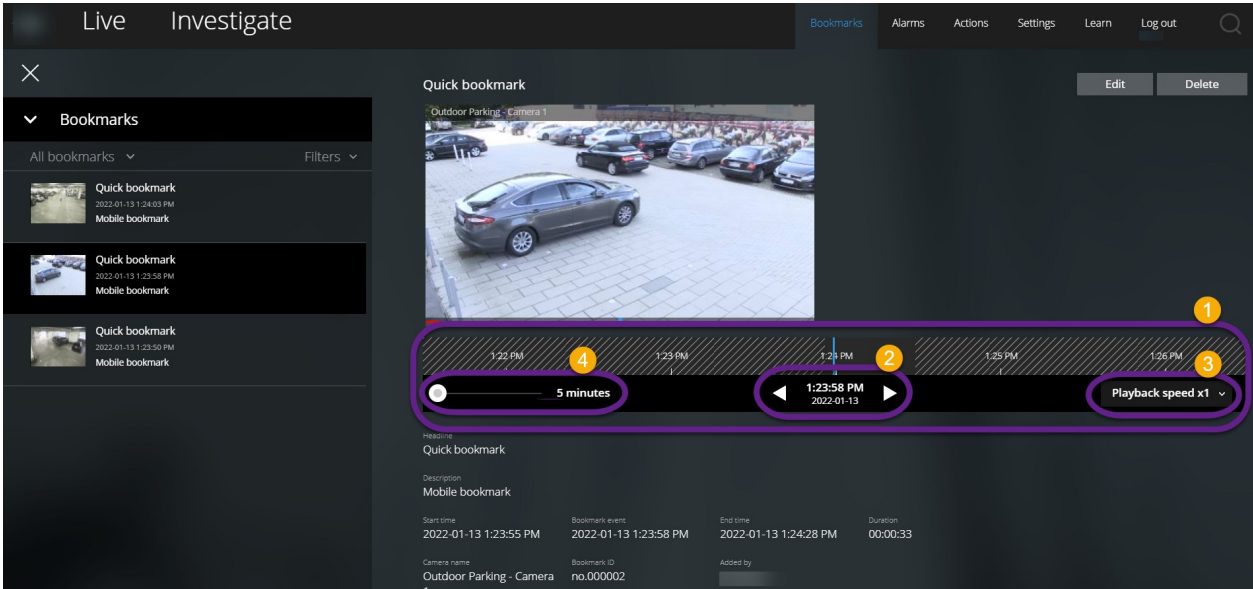 Live Investigate Bookmarks Alarms Actions Settings Learn Log out
Bookmarks
All bookmarks Filters
Quick bookmark
2022-01-13 1:24:03 PM
Mobile bookmark
Quick bookmark
2022-01-13 1:23:58 PM
Mobile bookmark
Quick bookmark
2022-01-13 1:23:50 PM
Mobile bookmark
Quick bookmark Edit Delete
Outdoor Parking - Camera 1
1
1:22 PM 1:23 PM 1:24 PM 1:25 PM 1:26 PM
4 2 3
5 minutes 1:23:58 PM Playback speed x1
2022-01-13
Headline
Quick bookmark
Description
Mobile bookmark
Start time Bookmark event End time Duration
2022-01-13 1:23:55 PM 2022-01-13 1:23:58 PM 2022-01-13 1:24:28 PM 00:00:33
Camera name Bookmark ID Added by
Outdoor Parking - Camera no.000002